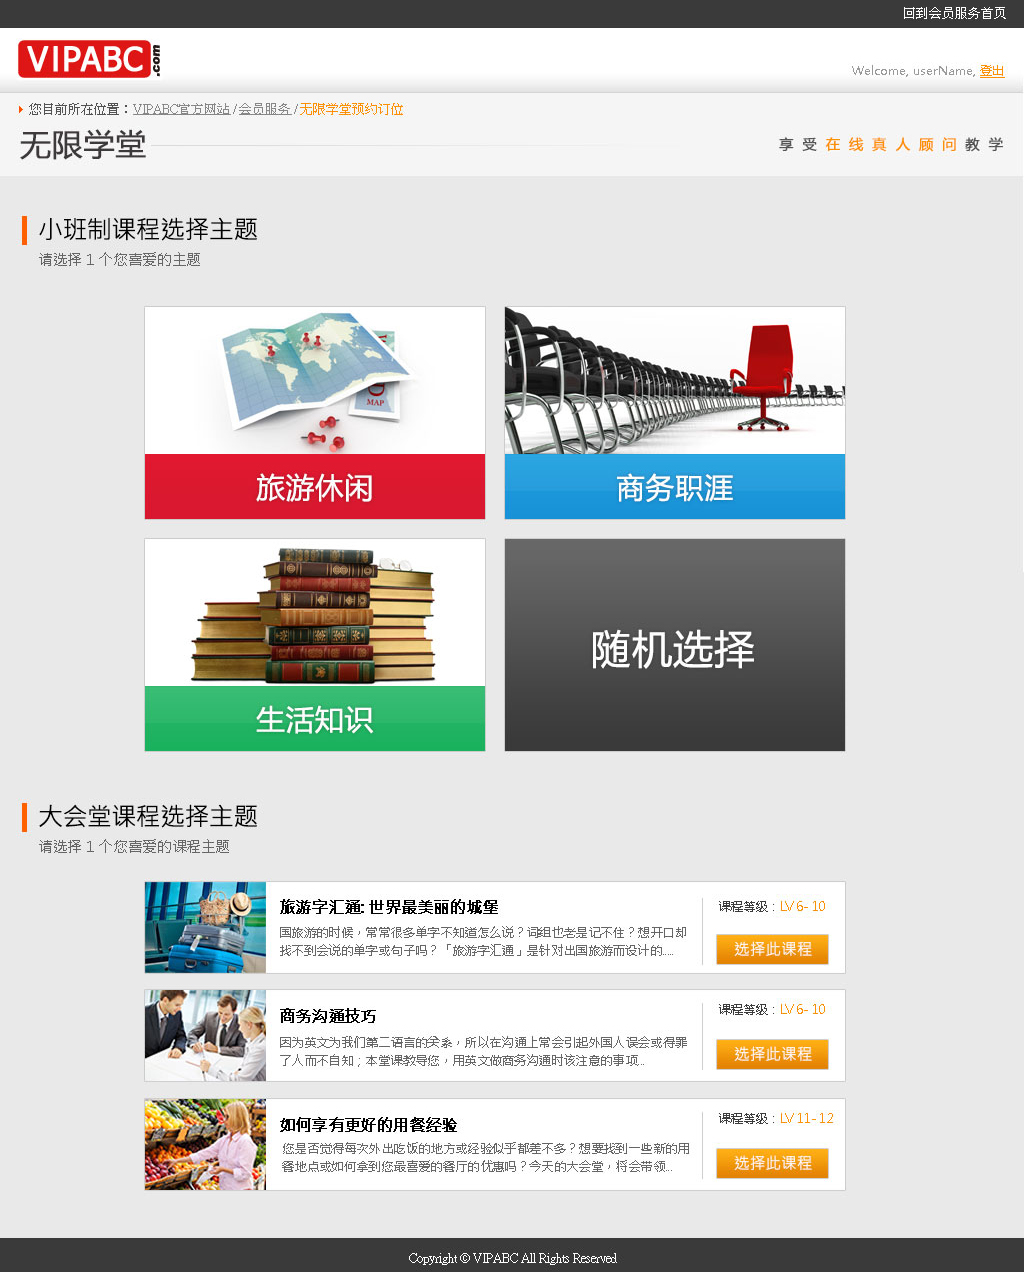 回到会员服务首页
VIPABC.com
Welcome, userName, 登出
您目前所在位置：VIPABC官方网站 / 会员服务 / 无限学堂预约订位
无限学堂
享受在线真人顾问教学
小班制课程选择主题
请选择 1 个您喜爱的主题
MAP
旅游休闲
商务职涯
生活知识
随机选择
大会堂课程选择主题
请选择 1 个您喜爱的课程主题
旅游字汇通: 世界最美丽的城堡
国旅游的时候，常常很多单字不知道怎么说？词组也老是记不住？想开口却
找不到会说的单字或句子吗？「旅游字汇通」是针对出国旅游而设计的....
课程等级：LV 6-10
选择此课程
商务沟通技巧
因为英文为我们第二语言的关系，所以在沟通上常会引起外国人误会或得罪
了人而不自知；本堂课教导您，用英文做商务沟通时该注意的事项...
课程等级：LV 6-10
选择此课程
如何享有更好的用餐经验
您是否觉得每次外出吃饭的地方或经验似乎都差不多？想要找到一些新的用
餐地点或如何拿到您最喜爱的餐厅的优惠吗？今天的大会堂，将会带领...
课程等级：LV 11-12
选择此课程
Copyright © VIPABC All Rights Reserved